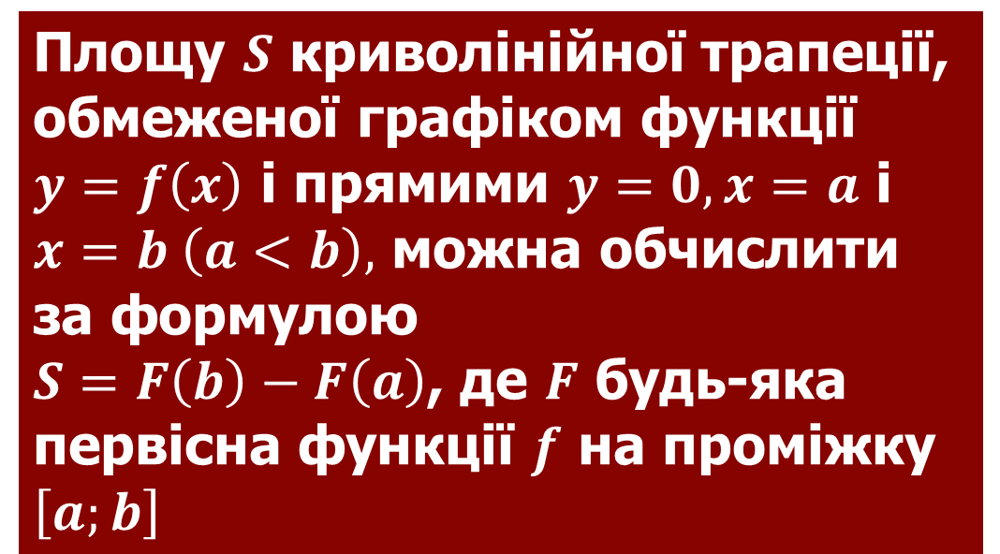 Площу S криволінійної трапеції,
обмеженої графіком функції
y = f(x) і прямими y = 0, x = a і
x = b (a < b), можна обчислити
за формулою
S = F(b) − F(a), де F будь-яка
первісна функції f на проміжку
[a; b]